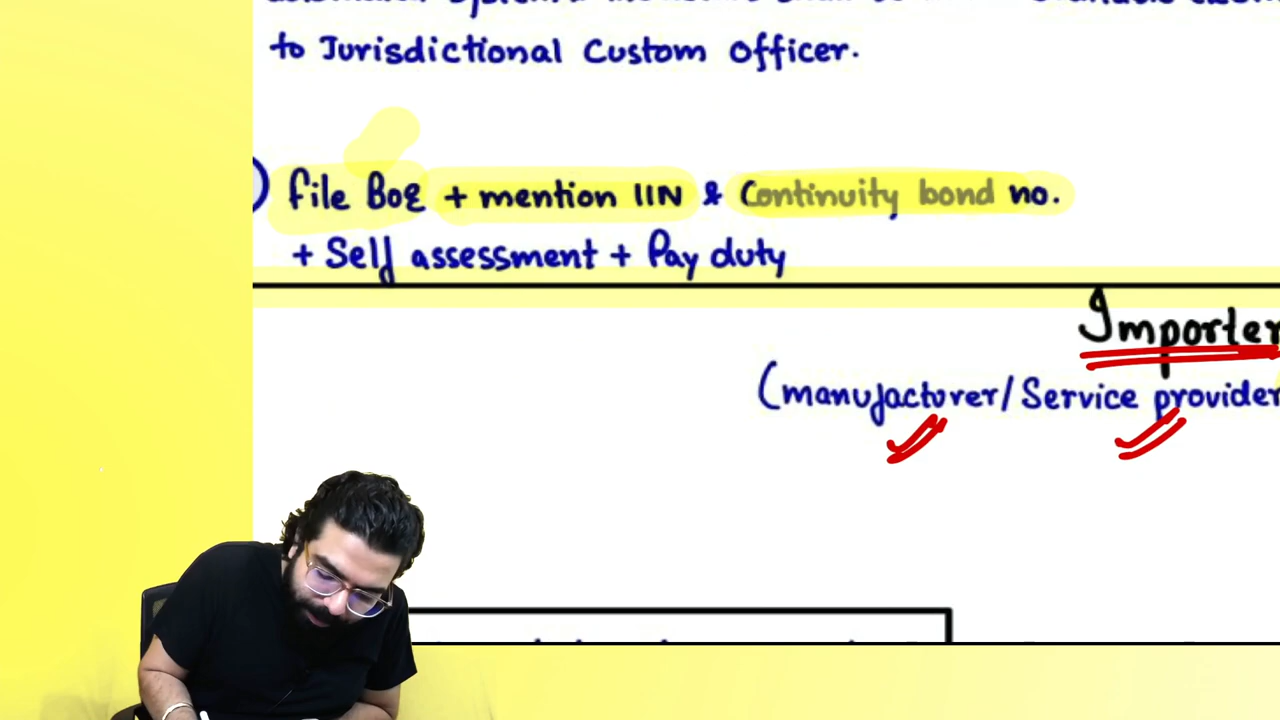 to Jurisdictional Custom Officer.
file BoE + mention IIN & Continuity bond no.
+ Self assessment + Pay duty
Importer
(manufacturer/Service provider